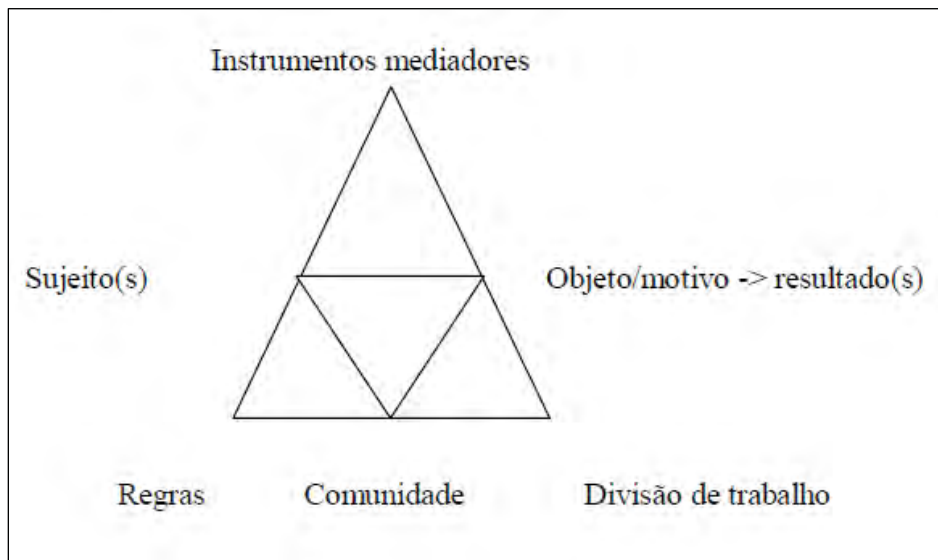 Instrumentos mediadores
Sujeito(s) Objeto/motivo -> resultado(s)
Regras Comunidade Divisão de trabalho